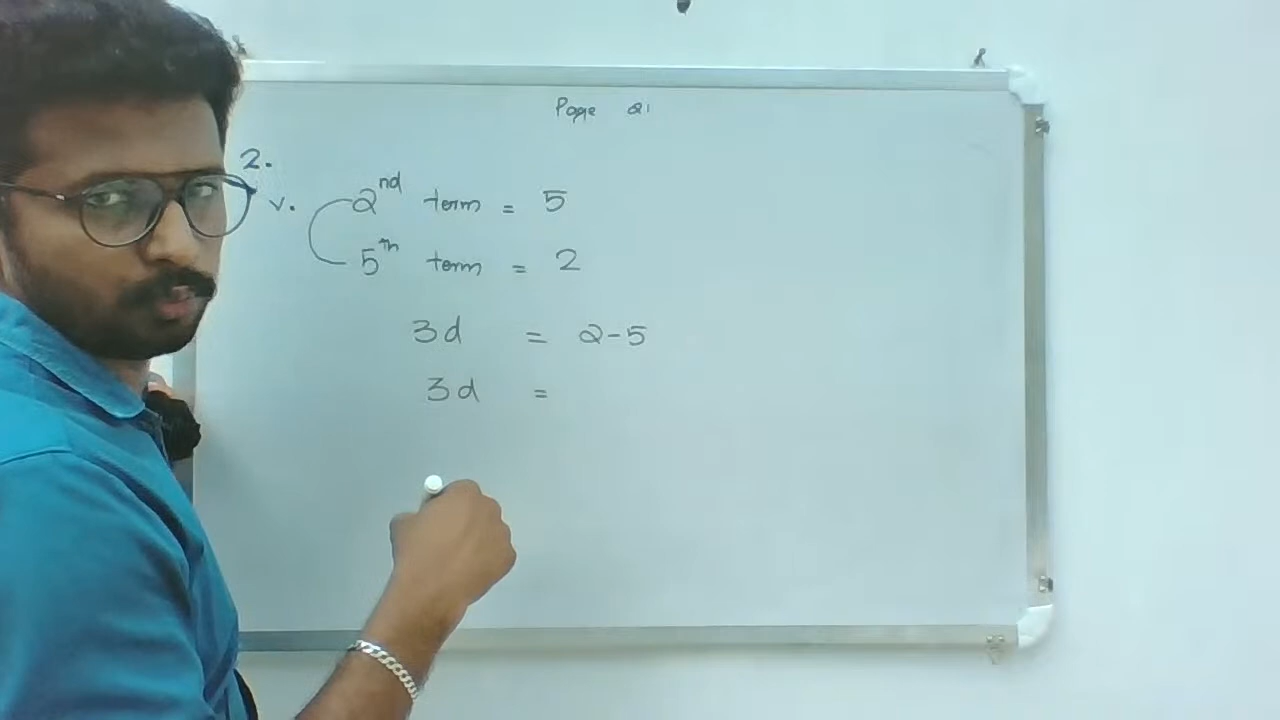 Page 21
2.
v. 2nd term = 5
5th term = 2
3d = 2-5
3d =